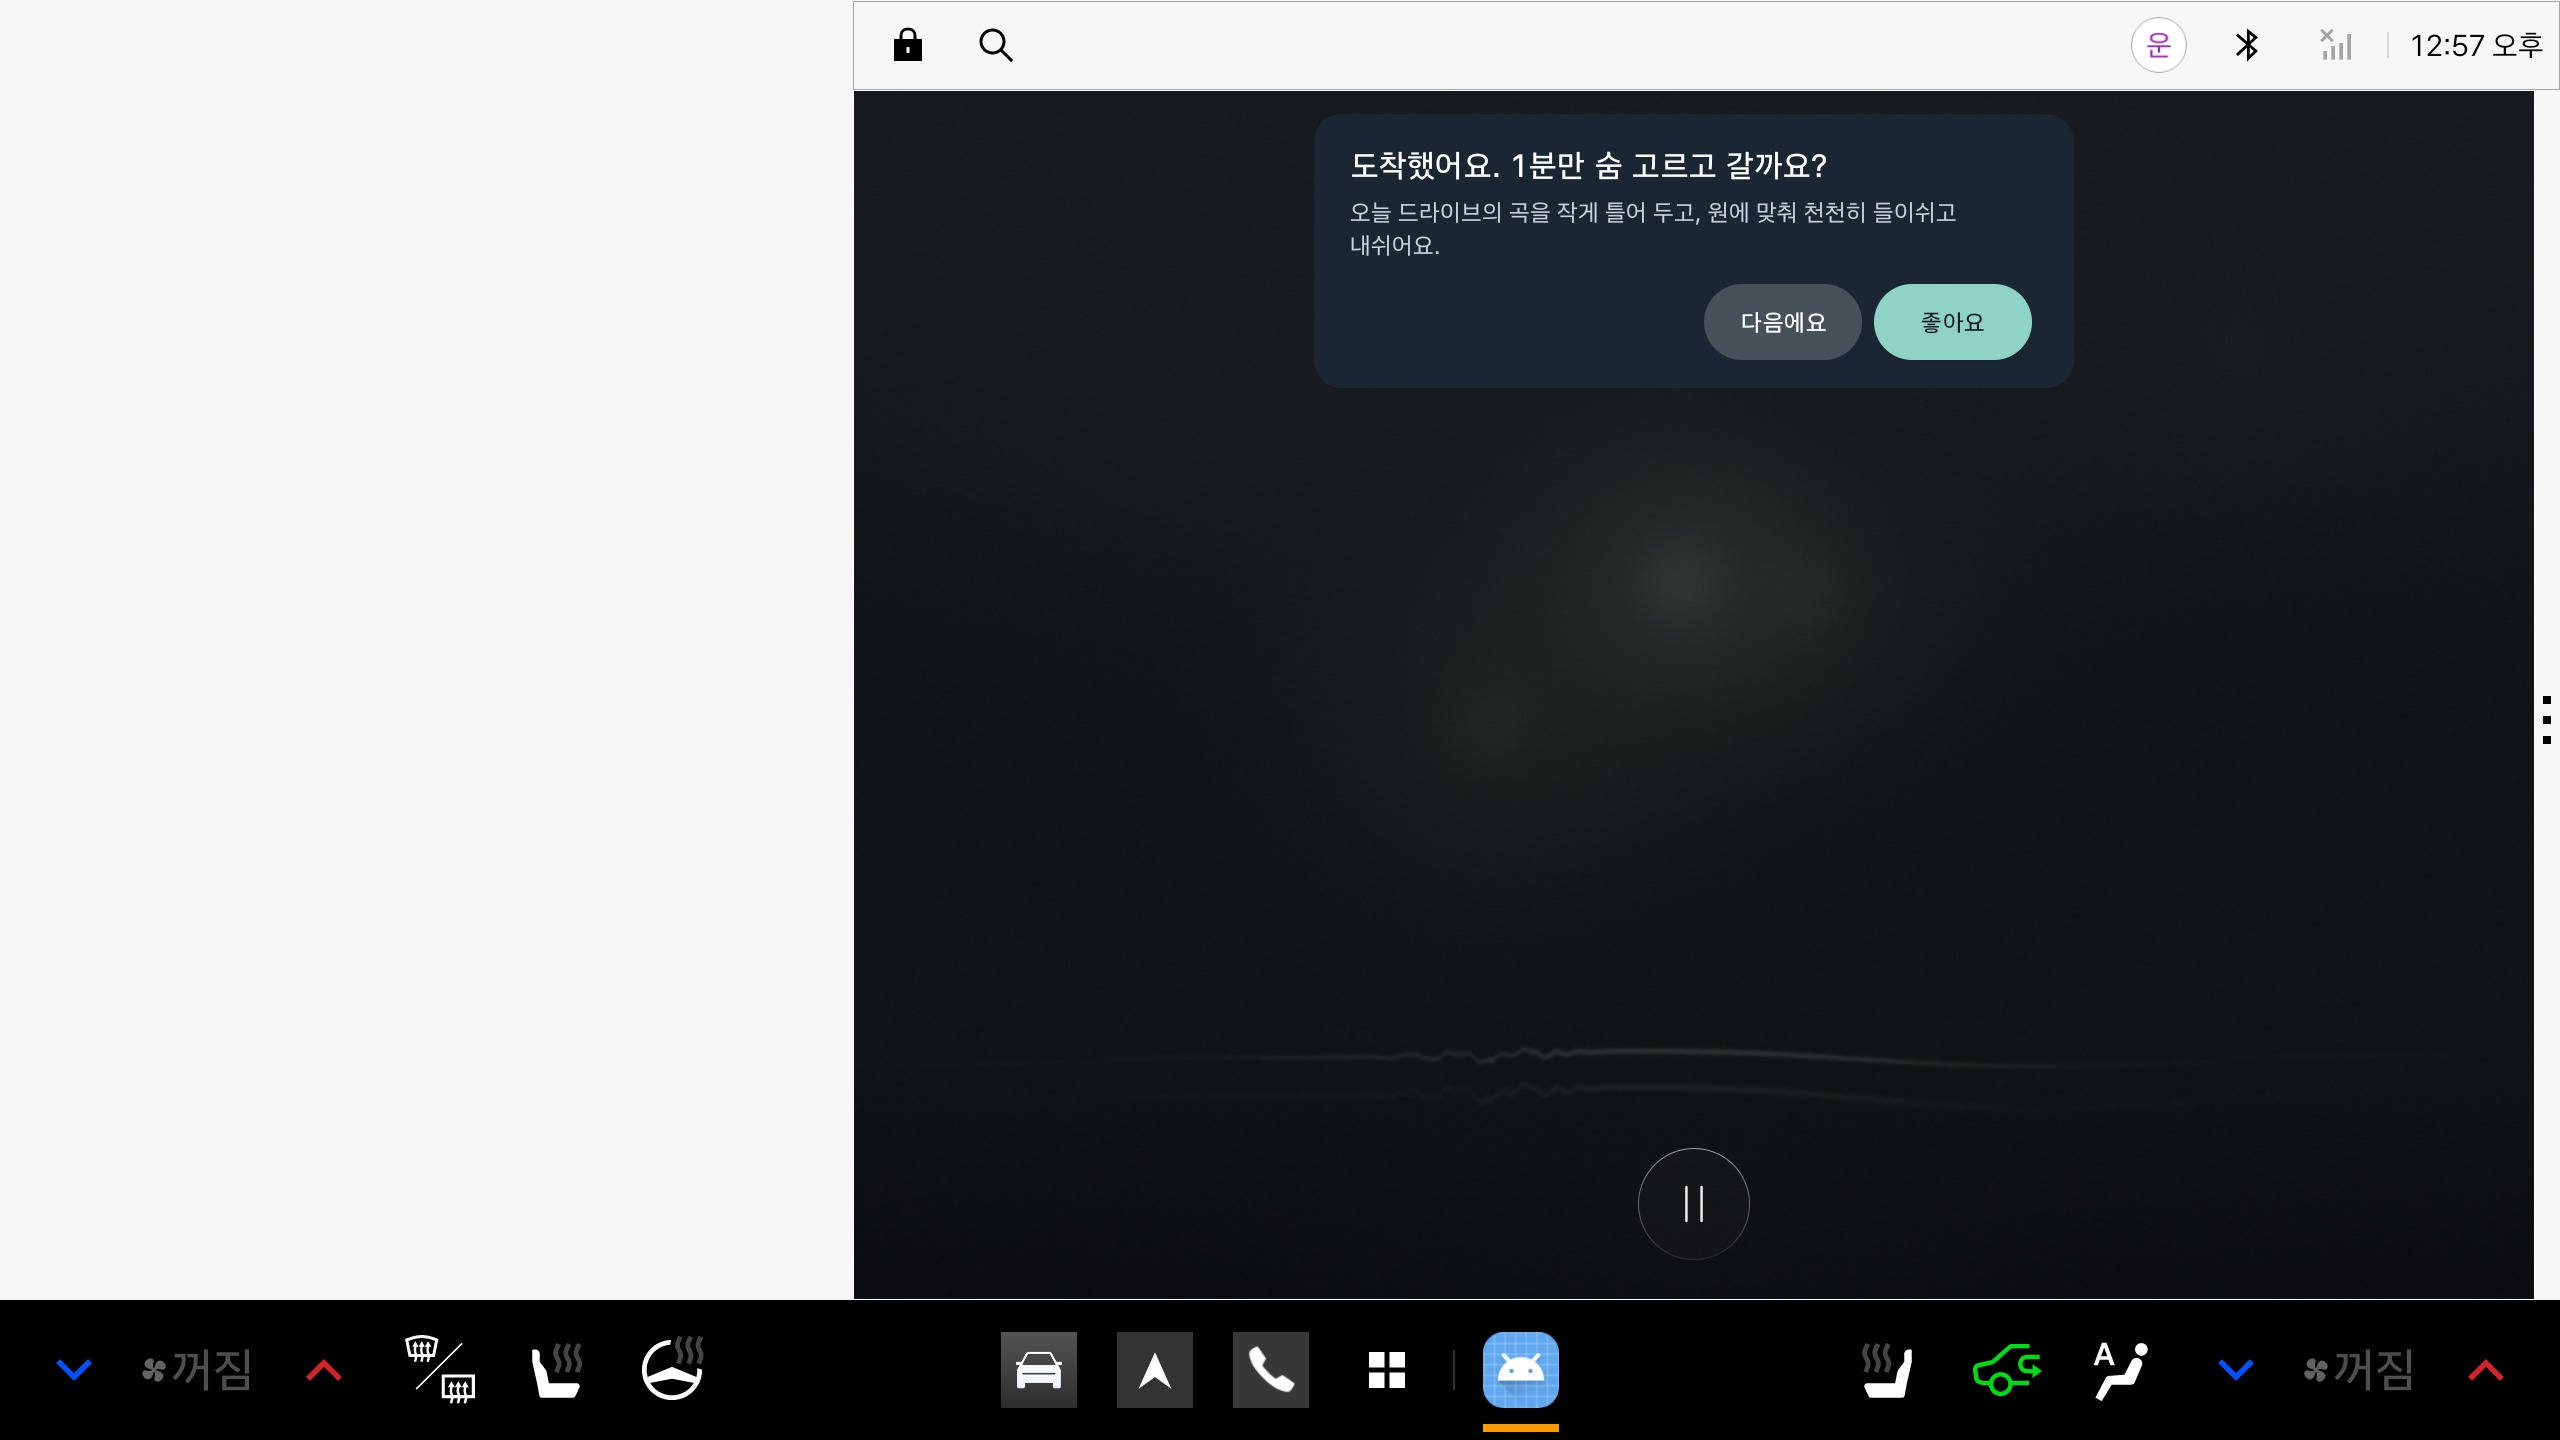 운
12:57 오후
도착했어요. 1분만 숨 고르고 갈까요?
오늘 드라이브의 곡을 작게 틀어 두고, 원에 맞춰 천천히 들이쉬고
내쉬어요.
다음에요
좋아요
꺼짐
A
꺼짐